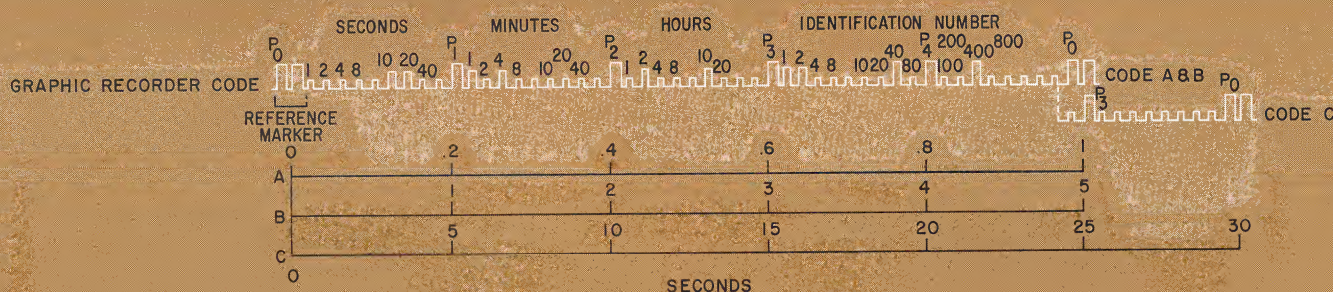 SECONDS MINUTES HOURS IDENTIFICATION NUMBER
P0 10 20 P1 4 20 P2 2 10 P3 2 40 P4 200 400 800 P0
GRAPHIC RECORDER CODE 1 2 4 8 40 1 2 8 10 40 1 4 8 20 1 4 8 10 20 80 100 CODE A & B
P3 P0
REFERENCE MARKER CODE C
0 .2 .4 .6 .8 1
A
1 2 3 4 5
B
5 10 15 20 25 30
C
0
SECONDS